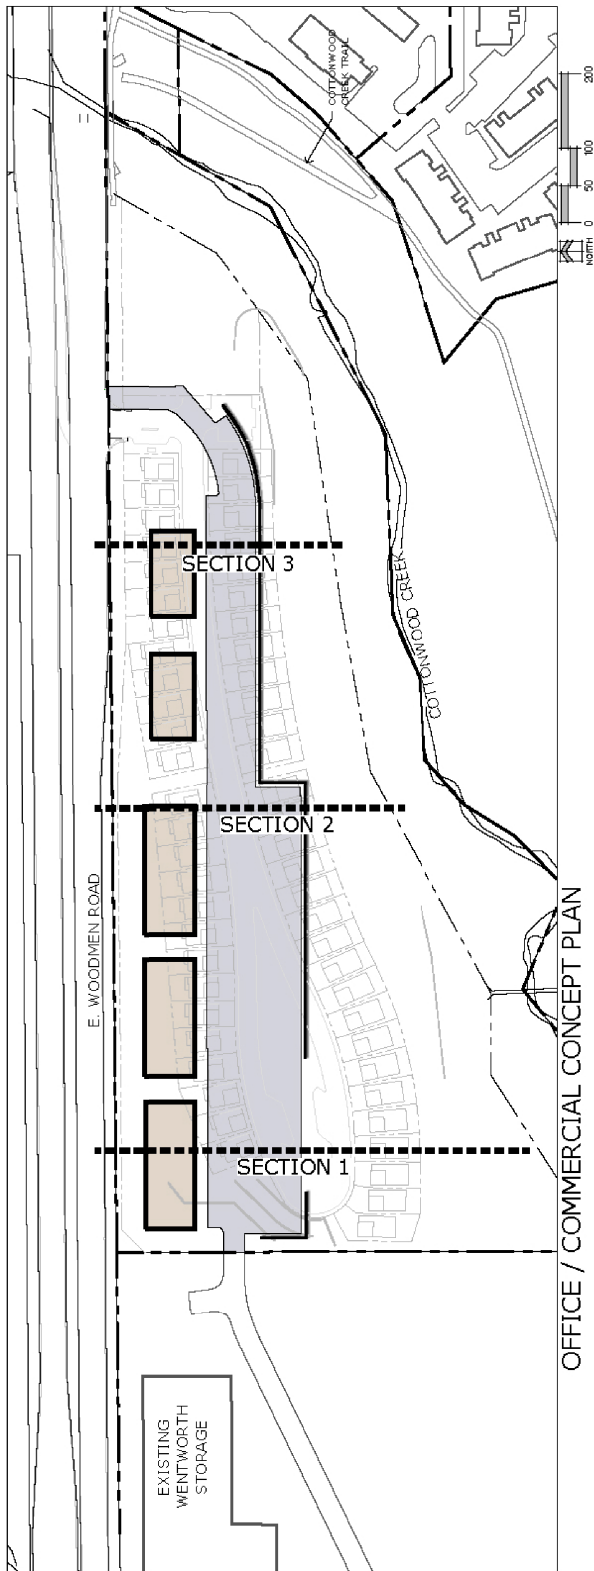 COTTONWOOD
CREEK TRAIL
200
100
50
0
NORTH
SECTION 3
COTTONWOOD CREEK
SECTION 2
E. WOODMEN ROAD
SECTION 1
OFFICE / COMMERCIAL CONCEPT PLAN
EXISTING
WENTWORTH
STORAGE